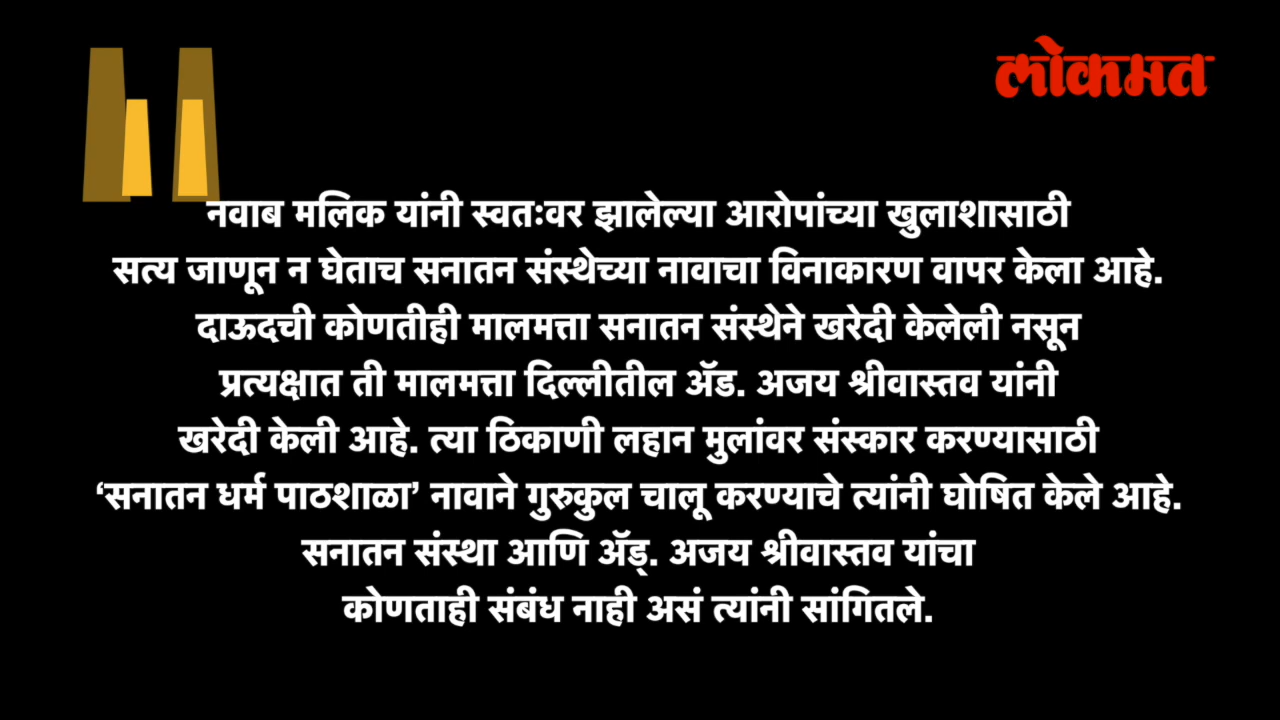 लोकमत
नवाब मलिक यांनी स्वतःवर झालेल्या आरोपांच्या खुलाशासाठी
सत्य जाणून न घेताच सनातन संस्थेच्या नावाचा विनाकारण वापर केला आहे.
दाऊदची कोणतीही मालमत्ता सनातन संस्थेने खरेदी केलेली नसून
प्रत्यक्षात ती मालमत्ता दिल्लीतील ॲड. अजय श्रीवास्तव यांनी
खरेदी केली आहे. त्या ठिकाणी लहान मुलांवर संस्कार करण्यासाठी
‘सनातन धर्म पाठशाळा’ नावाने गुरुकुल चालू करण्याचे त्यांनी घोषित केले आहे.
सनातन संस्था आणि ॲड्. अजय श्रीवास्तव यांचा
कोणताही संबंध नाही असं त्यांनी सांगितले.